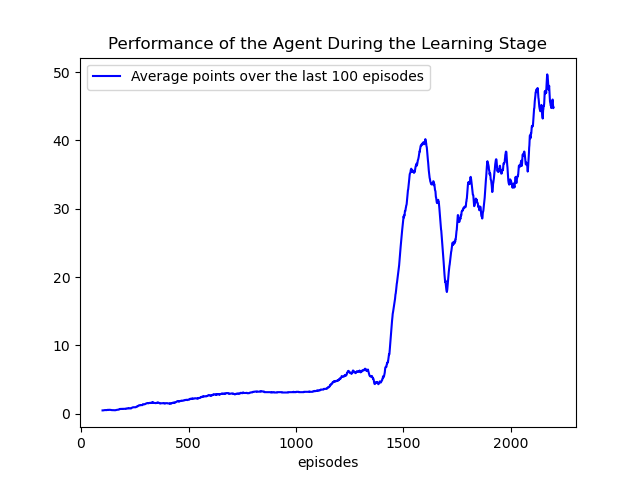 Performance of the Agent During the Learning Stage
Average points over the last 100 episodes
50
40
30
20
10
0
0 500 1000 1500 2000
episodes